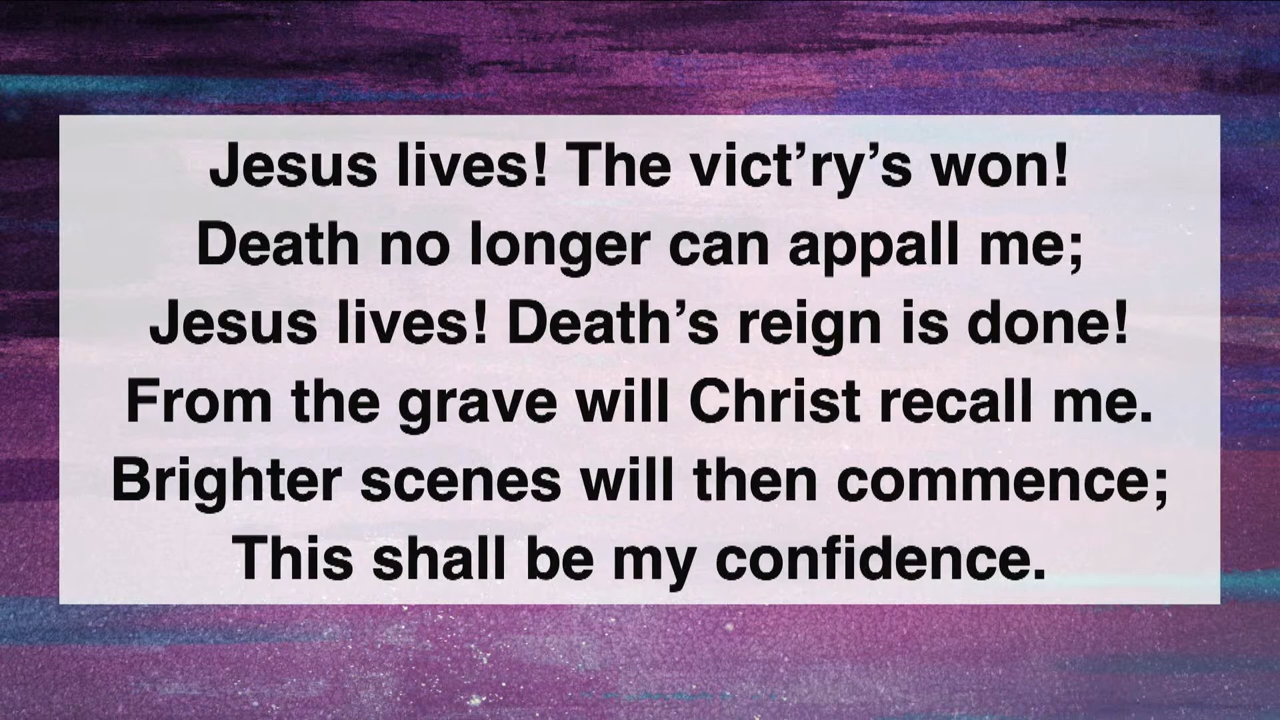 Jesus lives! The vict’ry’s won!
Death no longer can appall me;
Jesus lives! Death’s reign is done!
From the grave will Christ recall me.
Brighter scenes will then commence;
This shall be my confidence.